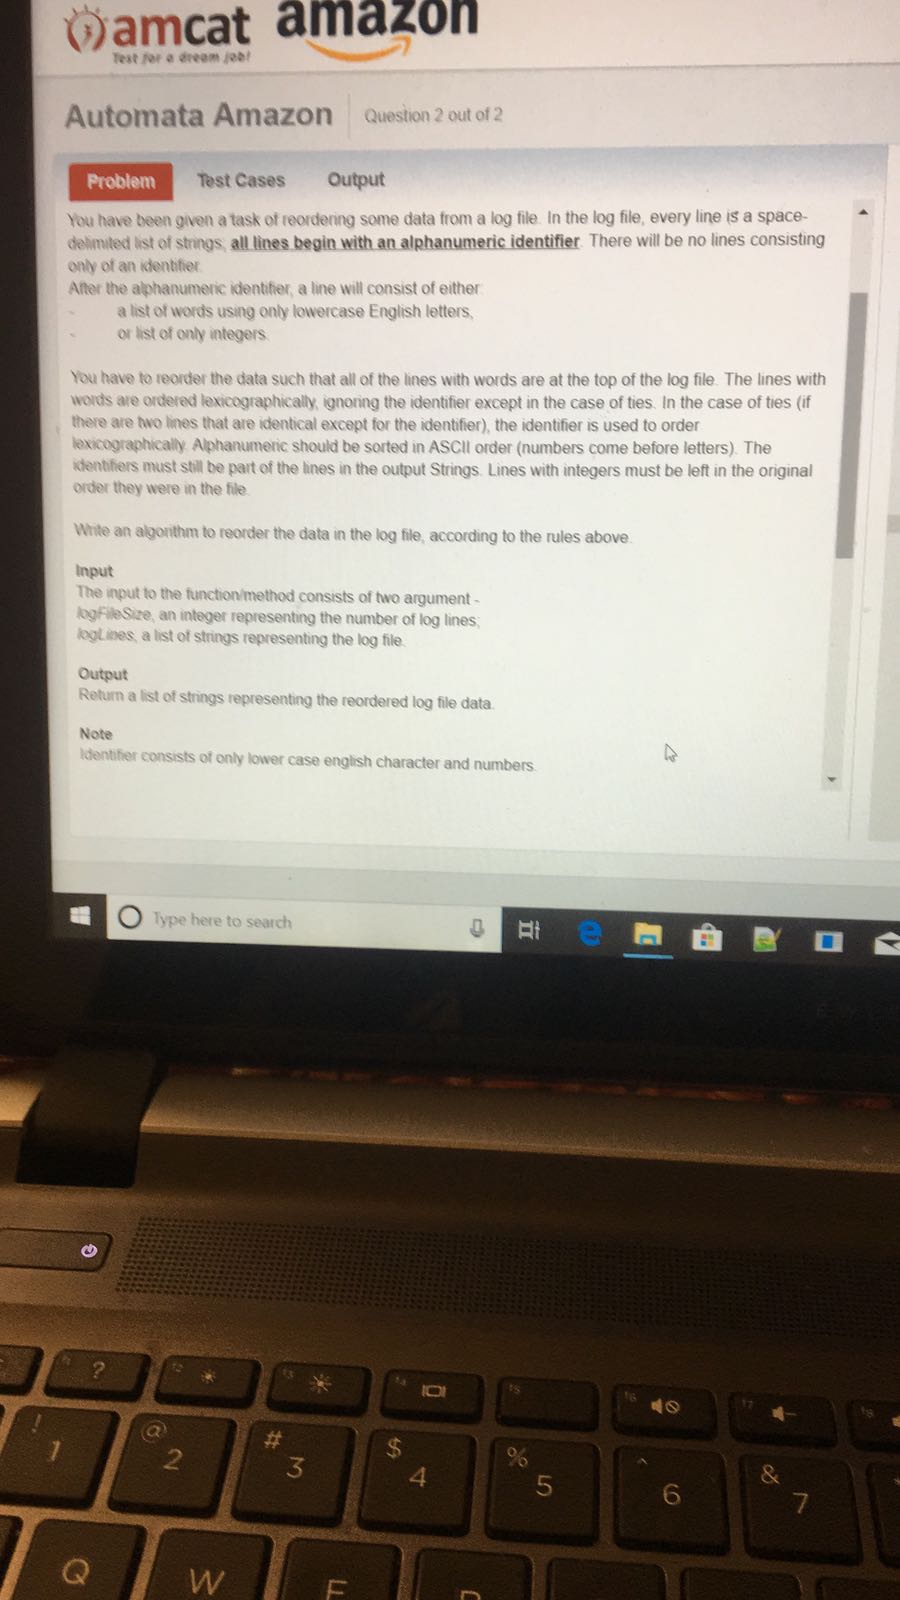 amcat amazon
Test for a dream job!
Automata Amazon Question 2 out of 2
Problem Test Cases Output
You have been given a task of reordering some data from a log file. In the log file, every line is a space-
delimited list of strings; all lines begin with an alphanumeric identifier. There will be no lines consisting
only of an identifier.
After the alphanumeric identifier, a line will consist of either:
- a list of words using only lowercase English letters,
- or list of only integers.
You have to reorder the data such that all of the lines with words are at the top of the log file. The lines with
words are ordered lexicographically, ignoring the identifier except in the case of ties. In the case of ties (if
there are two lines that are identical except for the identifier), the identifier is used to order
lexicographically. Alphanumeric should be sorted in ASCII order (numbers come before letters). The
identifiers must still be part of the lines in the output Strings. Lines with integers must be left in the original
order they were in the file.
Write an algorithm to reorder the data in the log file, according to the rules above.
Input
The input to the function/method consists of two argument -
logFileSize, an integer representing the number of log lines;
logLines, a list of strings representing the log file.
Output
Return a list of strings representing the reordered log file data.
Note
Identifier consists of only lower case english character and numbers.
Type here to search
?
! @ # $ % ^ &
1 2 3 4 5 6 7
Q W